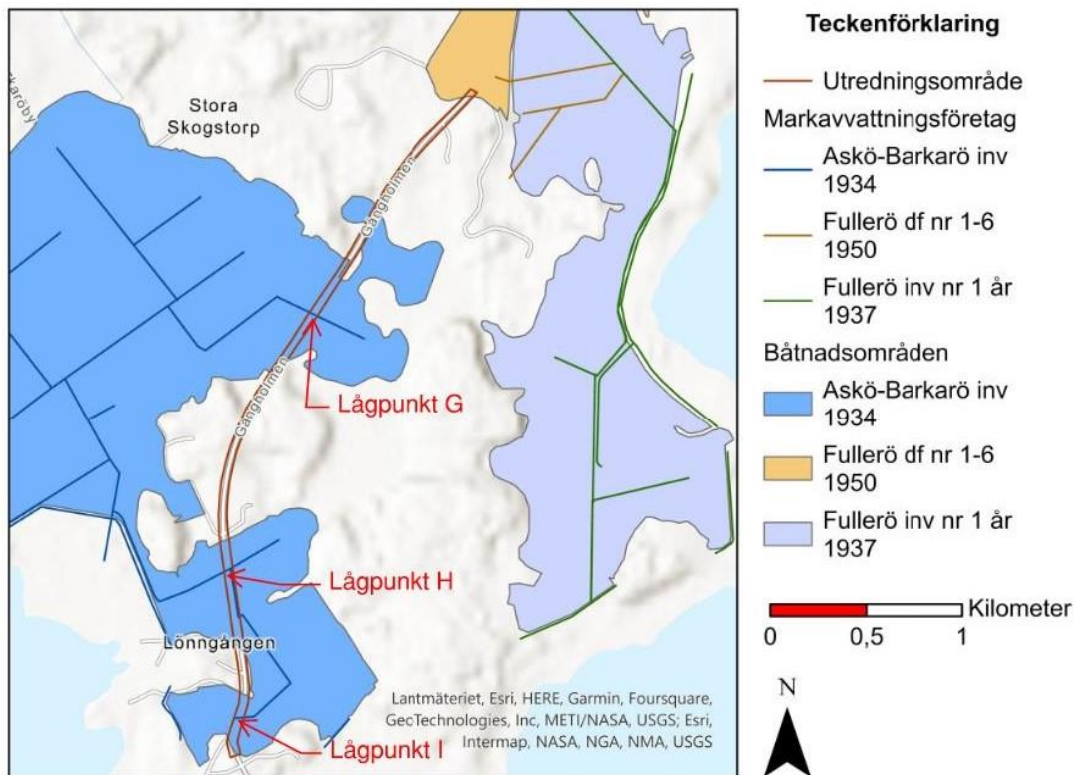 karöby
Stora
Skogstorp
Gångholmen
Gångholmen
Lågpunkt G
Lågpunkt H
Lönngången
Lågpunkt I
Lantmäteriet, Esri, HERE, Garmin, Foursquare,
GeoTechnologies, Inc, METI/NASA, USGS; Esri,
Intermap, NASA, NGA, NMA, USGS
Teckenförklaring
Utredningsområde
Markavvattningsföretag
Askö-Barkarö inv
1934
Fullerö df nr 1-6
1950
Fullerö inv nr 1 år
1937
Båtnadsområden
Askö-Barkarö inv
1934
Fullerö df nr 1-6
1950
Fullerö inv nr 1 år
1937
Kilometer
0 0,5 1
N